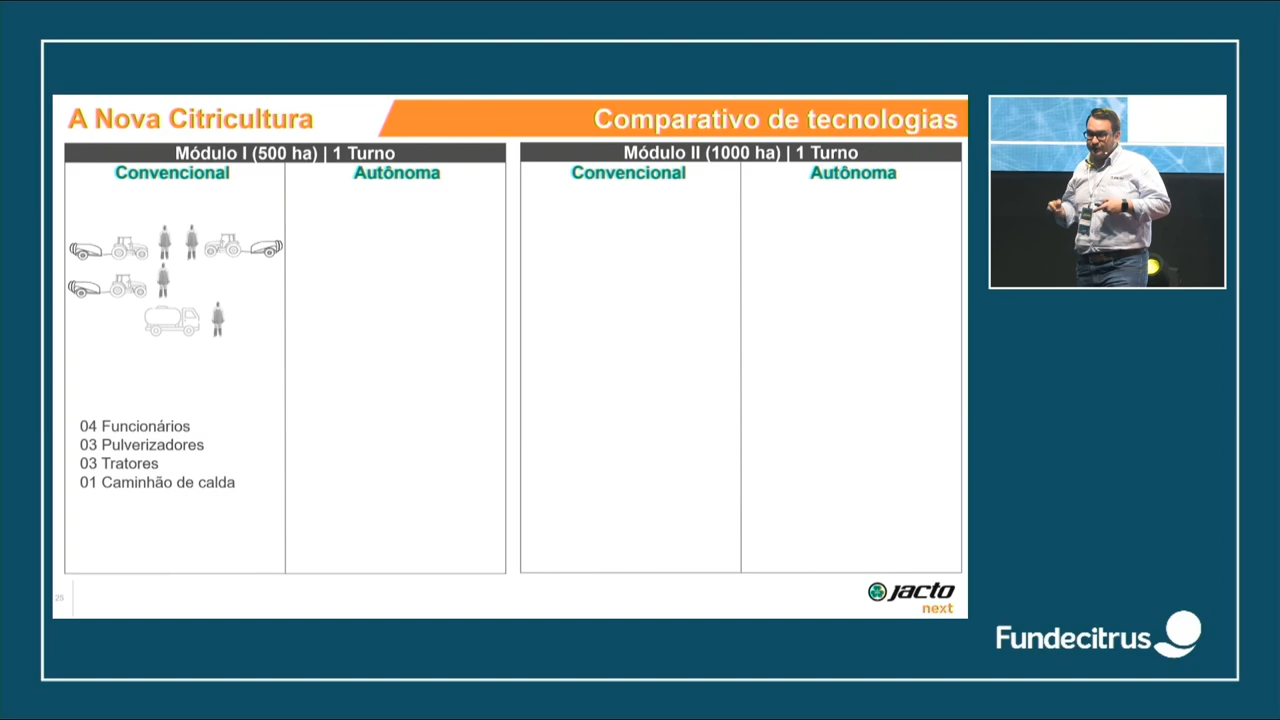 A Nova Citricultura
Comparativo de tecnologias
Módulo I (500 ha) | 1 Turno
Convencional
Autônoma
04 Funcionários
03 Pulverizadores
03 Tratores
01 Caminhão de calda
Módulo II (1000 ha) | 1 Turno
Convencional
Autônoma
25
jacto
next
Fundecitrus